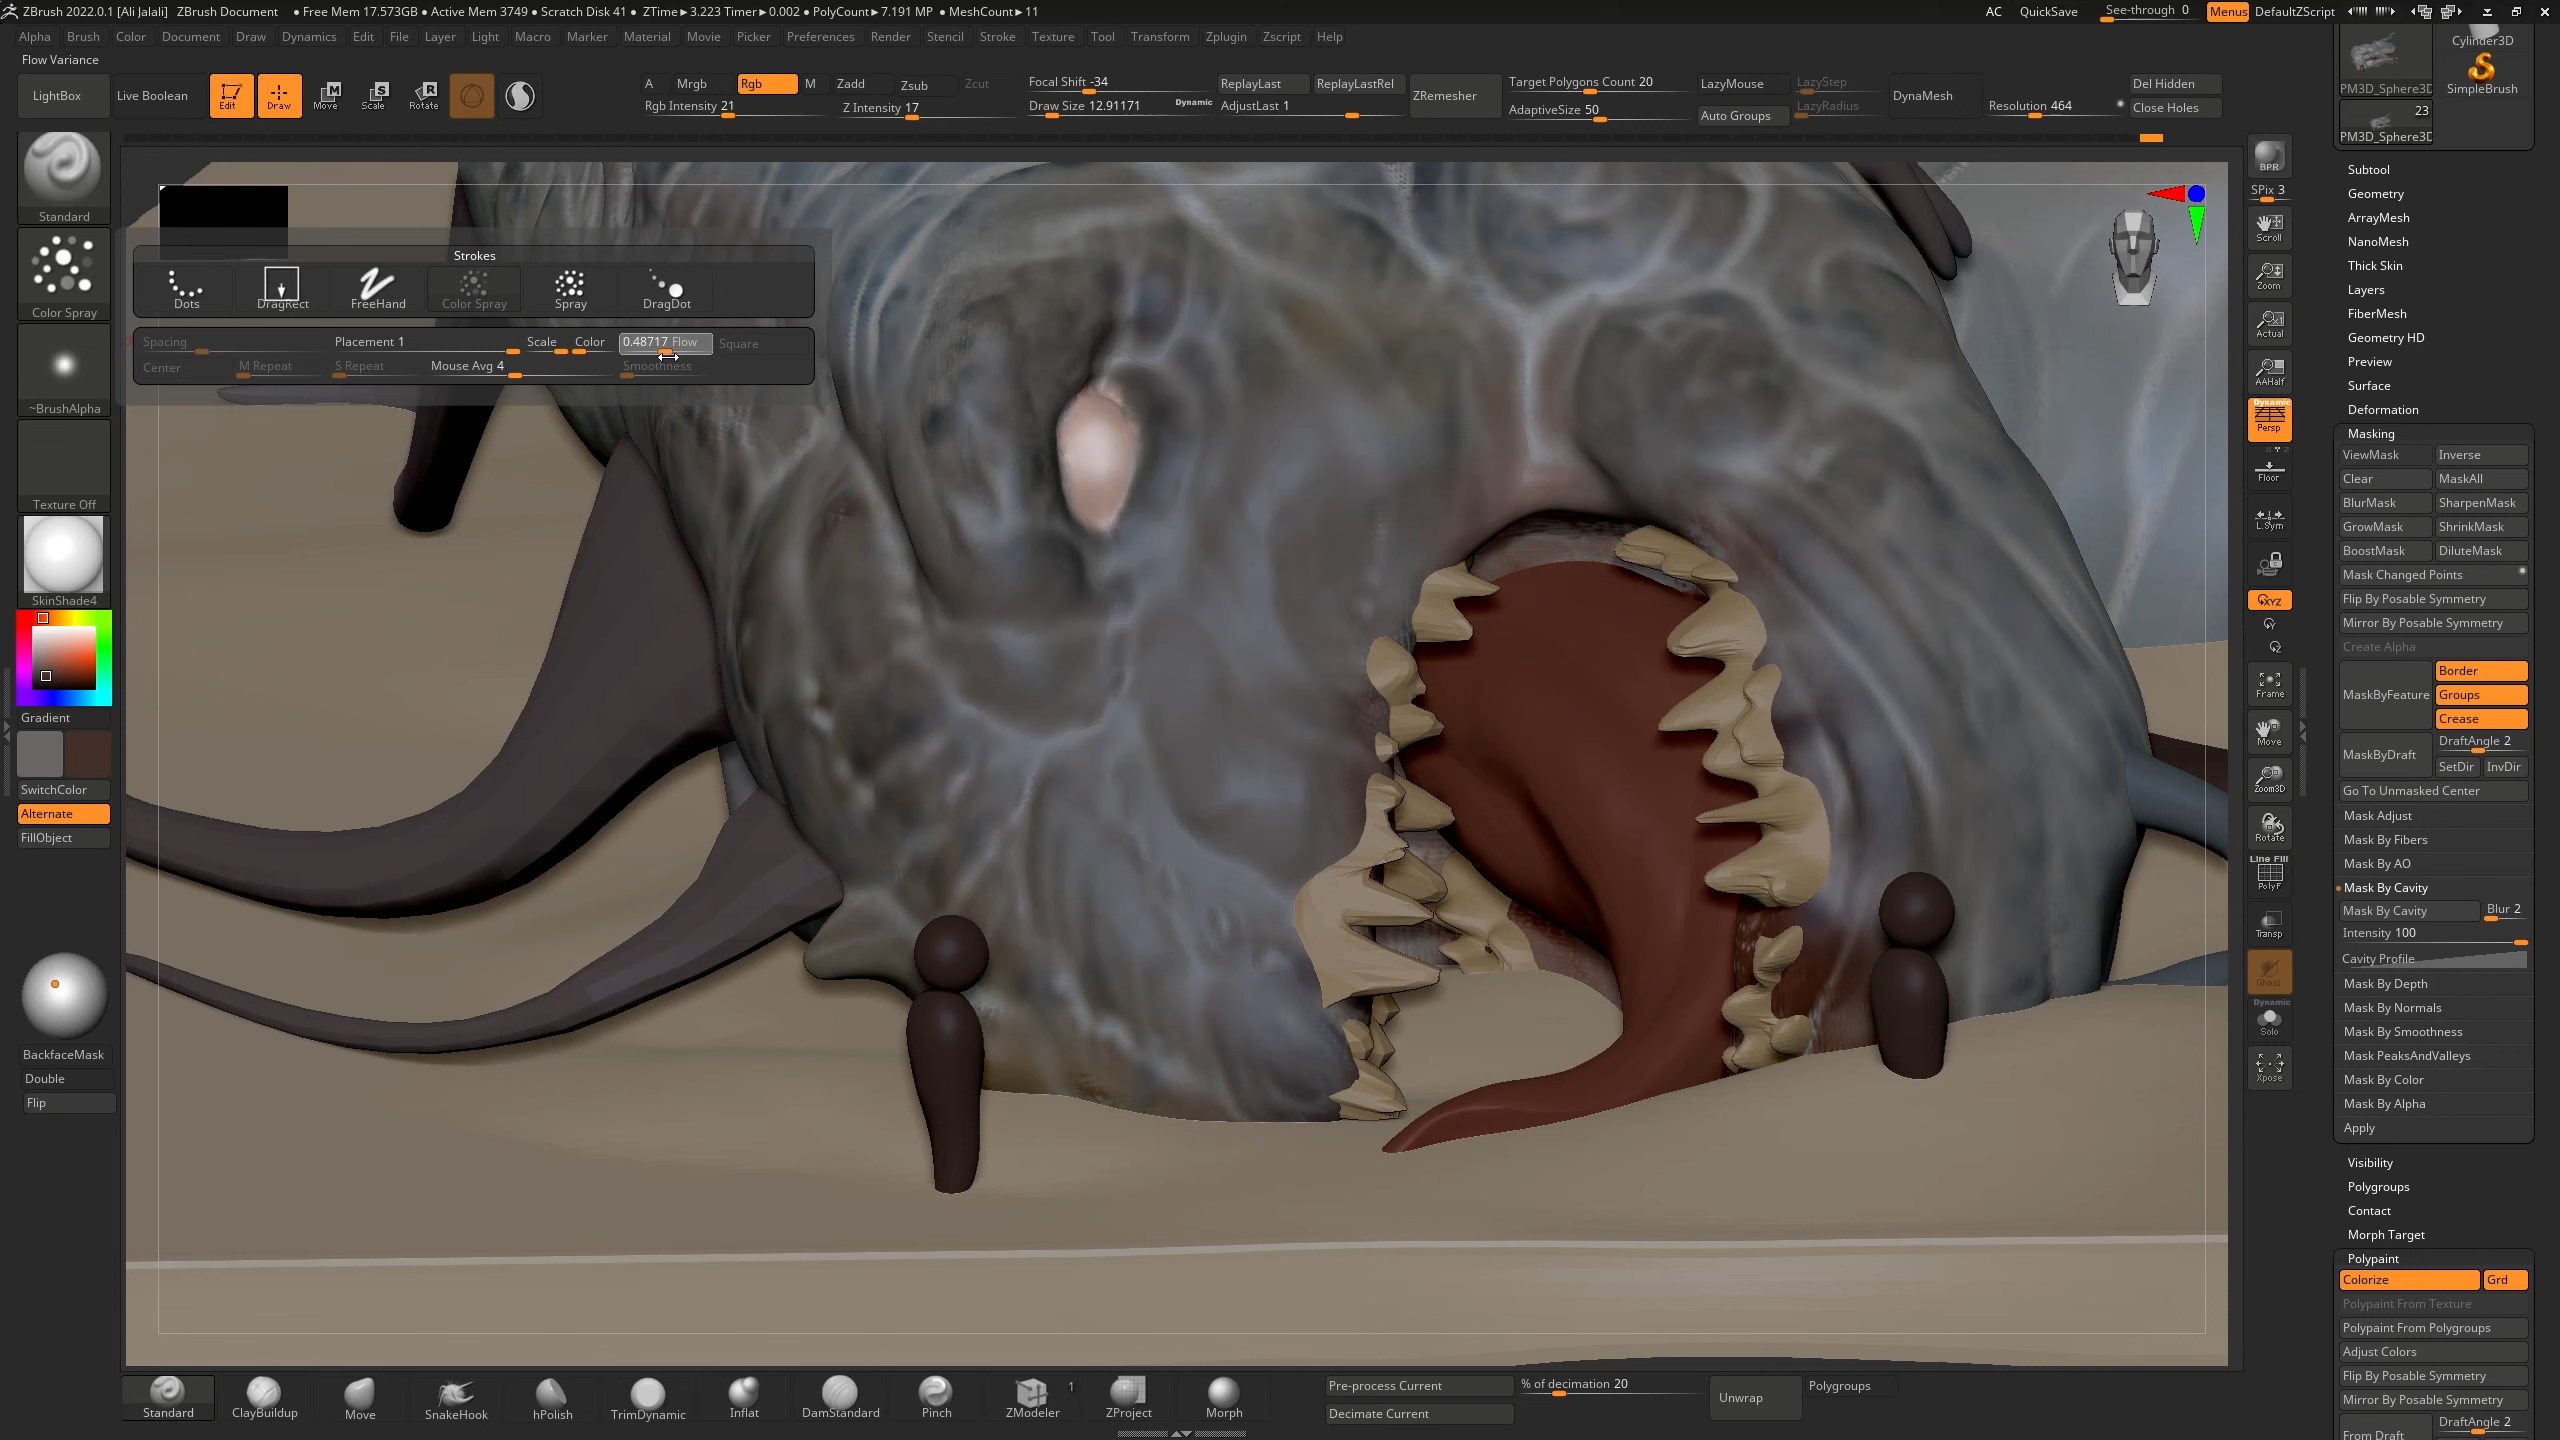 ZBrush 2022.0.1 [Ali Jalali] ZBrush Document ● Free Mem 17.573GB ● Active Mem 3749 ● Scratch Disk 41 ● ZTime►3.223 Timer►0.002 ● PolyCount►7.191 MP ● MeshCount►11 AC QuickSave See-through 0 Menus DefaultZScript
Alpha Brush Color Document Draw Dynamics Edit File Layer Light Macro Marker Material Movie Picker Preferences Render Stencil Stroke Texture Tool Transform Zplugin Zscript Help
Flow Variance
LightBox
Live Boolean
Edit
Draw
Move
Scale
Rotate
A Mrgb Rgb M Zadd Zsub Zcut
Rgb Intensity 21
Z Intensity 17
Focal Shift -34
Draw Size 12.91171
Dynamic
ReplayLast ReplayLastRel
AdjustLast 1
ZRemesher
Target Polygons Count 20
AdaptiveSize 50
LazyMouse LazyStep
Auto Groups LazyRadius
DynaMesh
Resolution 464
Del Hidden
Close Holes
Standard
Color Spray
~BrushAlpha
Texture Off
SkinShade4
Gradient
SwitchColor
Alternate
FillObject
BackfaceMask
Double
Flip
Strokes
Dots DragRect FreeHand Color Spray Spray DragDot
Spacing Placement 1 Scale Color 0.48717 Flow Square
Center M Repeat S Repeat Mouse Avg 4 Smoothness
BPR
SPix 3
Scroll
Zoom
Actual
AAHalf
Dynamic
Persp
Floor
L.Sym
XYZ
Frame
Move
Zoom3D
Rotate
Line Fill
PolyF
Transp
Ghost
Dynamic
Solo
Xpose
Cylinder3D
PM3D_Sphere3D SimpleBrush
23
PM3D_Sphere3D
Subtool
Geometry
ArrayMesh
NanoMesh
Thick Skin
Layers
FiberMesh
Geometry HD
Preview
Surface
Deformation
Masking
ViewMask Inverse
Clear MaskAll
BlurMask SharpenMask
GrowMask ShrinkMask
BoostMask DiluteMask
Mask Changed Points
Flip By Posable Symmetry
Mirror By Posable Symmetry
Create Alpha
MaskByFeature
Border
Groups
Crease
MaskByDraft
DraftAngle 2
SetDir InvDir
Go To Unmasked Center
Mask Adjust
Mask By Fibers
Mask By AO
Mask By Cavity
Mask By Cavity Blur 2
Intensity 100
Cavity Profile
Mask By Depth
Mask By Normals
Mask By Smoothness
Mask PeaksAndValleys
Mask By Color
Mask By Alpha
Apply
Visibility
Polygroups
Contact
Morph Target
Polypaint
Colorize Grd
Polypaint From Texture
Polypaint From Polygroups
Adjust Colors
Flip By Posable Symmetry
Mirror By Posable Symmetry
DraftAngle 2
From Draft
Standard ClayBuildup Move SnakeHook hPolish TrimDynamic Inflat DamStandard Pinch ZModeler 1 ZProject Morph
Pre-process Current
Decimate Current
% of decimation 20
Unwrap
Polygroups